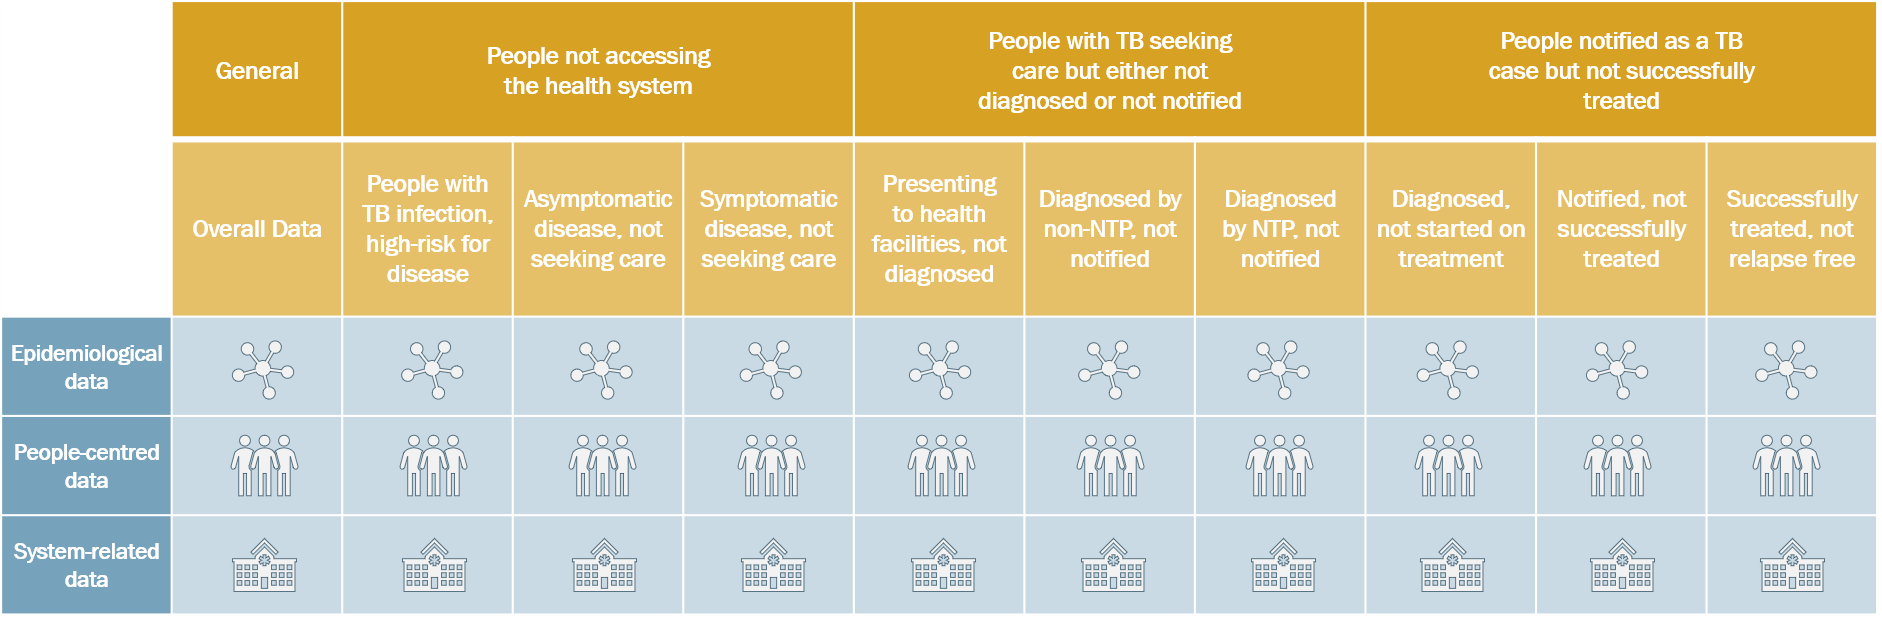 General
People not accessing
the health system
People with TB seeking
care but either not
diagnosed or not notified
People notified as a TB
case but not successfully
treated
Overall Data
People with
TB infection,
high-risk for
disease
Asymptomatic
disease, not
seeking care
Symptomatic
disease, not
seeking care
Presenting
to health
facilities, not
diagnosed
Diagnosed by
non-NTP, not
notified
Diagnosed
by NTP, not
notified
Diagnosed,
not started on
treatment
Notified, not
successfully
treated
Successfully
treated, not
relapse free
Epidemiological
data
People-centred
data
System-related
data